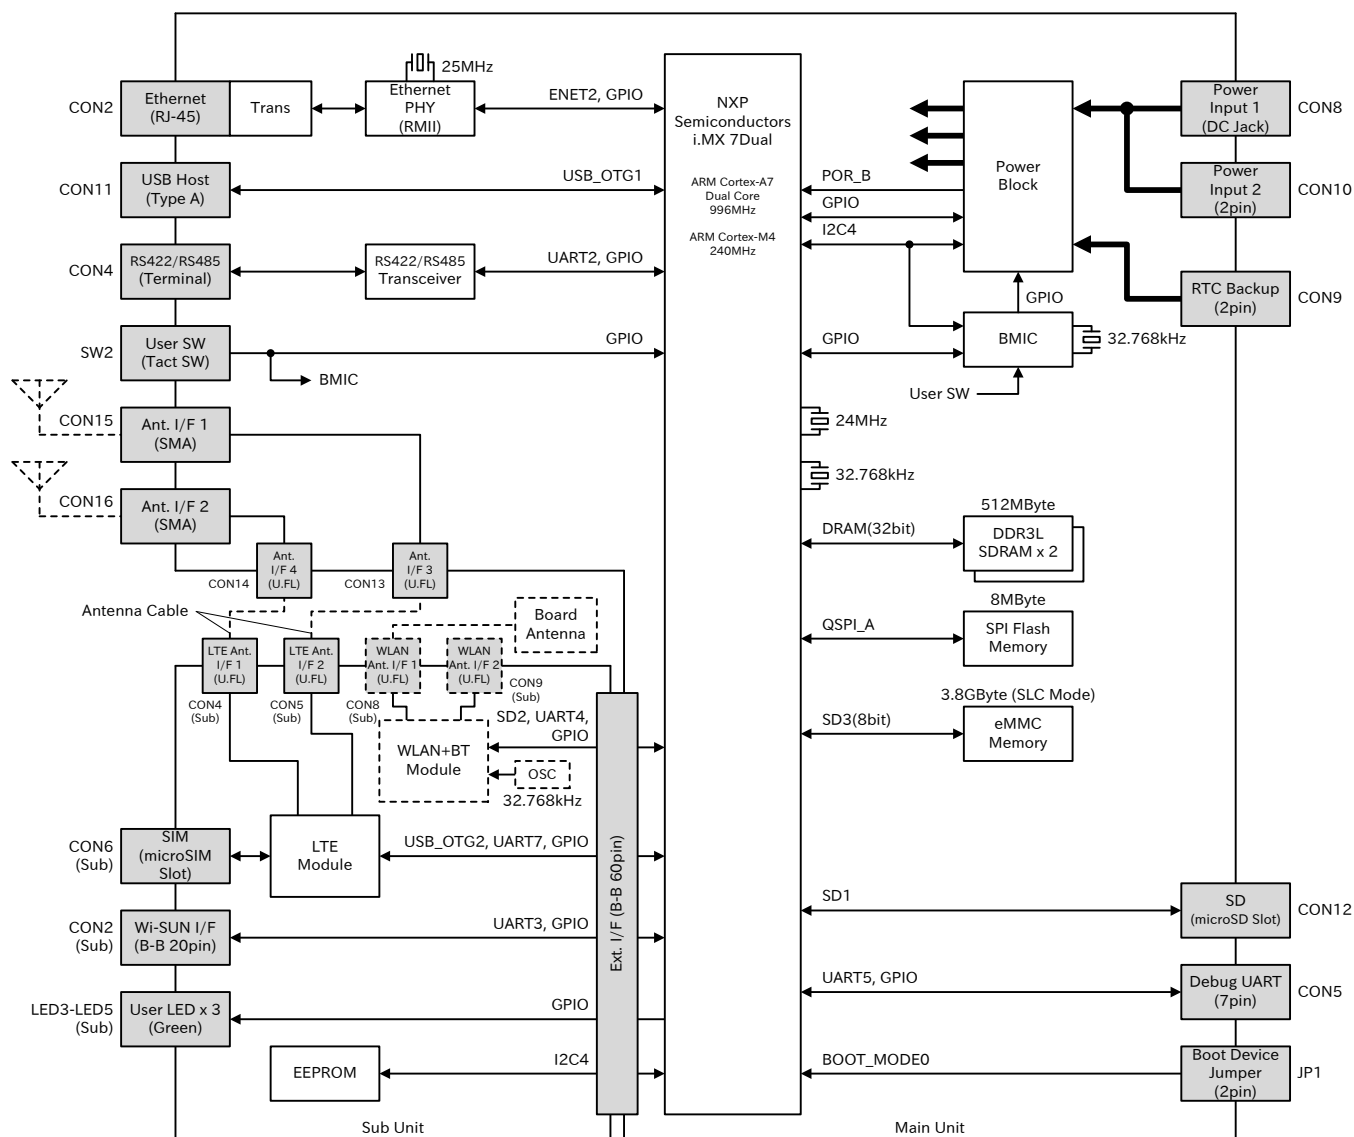 25MHz
CON2
Ethernet
(RJ-45)
Trans
Ethernet
PHY
(RMII)
ENET2, GPIO
NXP
Semiconductors
i.MX 7Dual
ARM Cortex-A7
Dual Core
996MHz
ARM Cortex-M4
240MHz
Power
Block
Power
Input 1
(DC Jack)
CON8
CON11
USB Host
(Type A)
USB_OTG1
POR_B
GPIO
I2C4
Power
Input 2
(2pin)
CON10
CON4
RS422/RS485
(Terminal)
RS422/RS485
Transceiver
UART2, GPIO
GPIO
RTC Backup
(2pin)
CON9
SW2
User SW
(Tact SW)
GPIO
BMIC
GPIO
BMIC
32.768kHz
User SW
CON15
Ant. I/F 1
(SMA)
24MHz
32.768kHz
CON16
Ant. I/F 2
(SMA)
512MByte
DRAM(32bit)
DDR3L
SDRAM x 2
CON14
Ant.
I/F 4
(U.FL)
CON13
Ant.
I/F 3
(U.FL)
Antenna Cable
Board
Antenna
8MByte
QSPI_A
SPI Flash
Memory
LTE Ant.
I/F 1
(U.FL)
LTE Ant.
I/F 2
(U.FL)
WLAN
Ant. I/F 1
(U.FL)
WLAN
Ant. I/F 2
(U.FL)
CON4
(Sub)
CON5
(Sub)
CON8
(Sub)
CON9
(Sub)
3.8GByte (SLC Mode)
SD3(8bit)
eMMC
Memory
SD2, UART4,
GPIO
WLAN+BT
Module
OSC
32.768kHz
CON6
(Sub)
SIM
(microSIM
Slot)
LTE
Module
USB_OTG2, UART7, GPIO
Ext. I/F (B-B 60pin)
SD1
SD
(microSD Slot)
CON12
CON2
(Sub)
Wi-SUN I/F
(B-B 20pin)
UART3, GPIO
UART5, GPIO
Debug UART
(7pin)
CON5
LED3-LED5
(Sub)
User LED x 3
(Green)
GPIO
EEPROM
I2C4
BOOT_MODE0
Boot Device
Jumper
(2pin)
JP1
Sub Unit
Main Unit